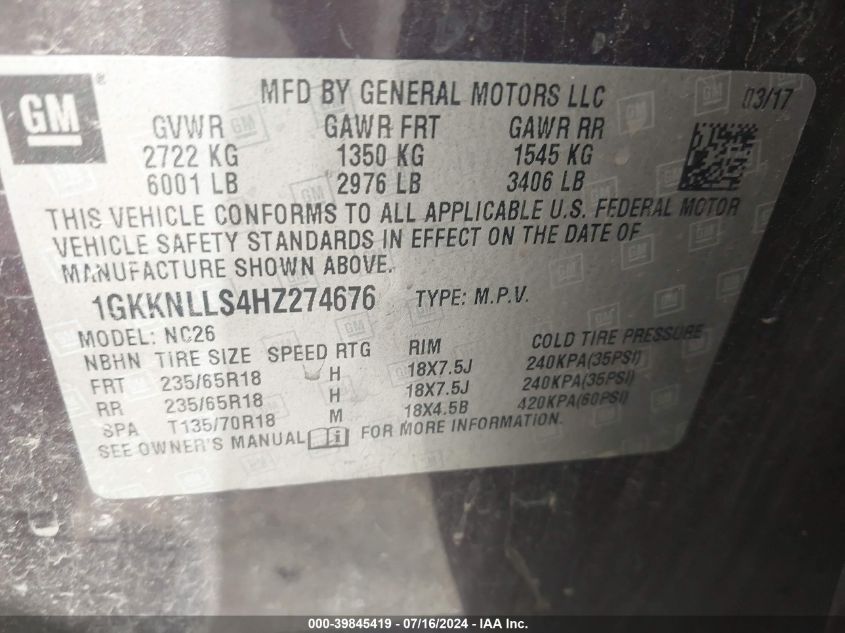 GM ® MFD BY GENERAL MOTORS LLC 03/17
GVWR GAWR FRT GAWR RR
2722 KG 1350 KG 1545 KG
6001 LB 2976 LB 3406 LB
THIS VEHICLE CONFORMS TO ALL APPLICABLE U.S. FEDERAL MOTOR
VEHICLE SAFETY STANDARDS IN EFFECT ON THE DATE OF
MANUFACTURE SHOWN ABOVE.
1GKKNLLS4HZ274676 TYPE: M.P.V.
MODEL: NC26
NBHN TIRE SIZE SPEED RTG RIM COLD TIRE PRESSURE
FRT 235/65R18 H 18X7.5J 240KPA(35PSI)
RR 235/65R18 H 18X7.5J 240KPA(35PSI)
SPA T135/70R18 M 18X4.5B 420KPA(60PSI)
SEE OWNER'S MANUAL FOR MORE INFORMATION.
000-39845419 - 07/16/2024 - IAA Inc.